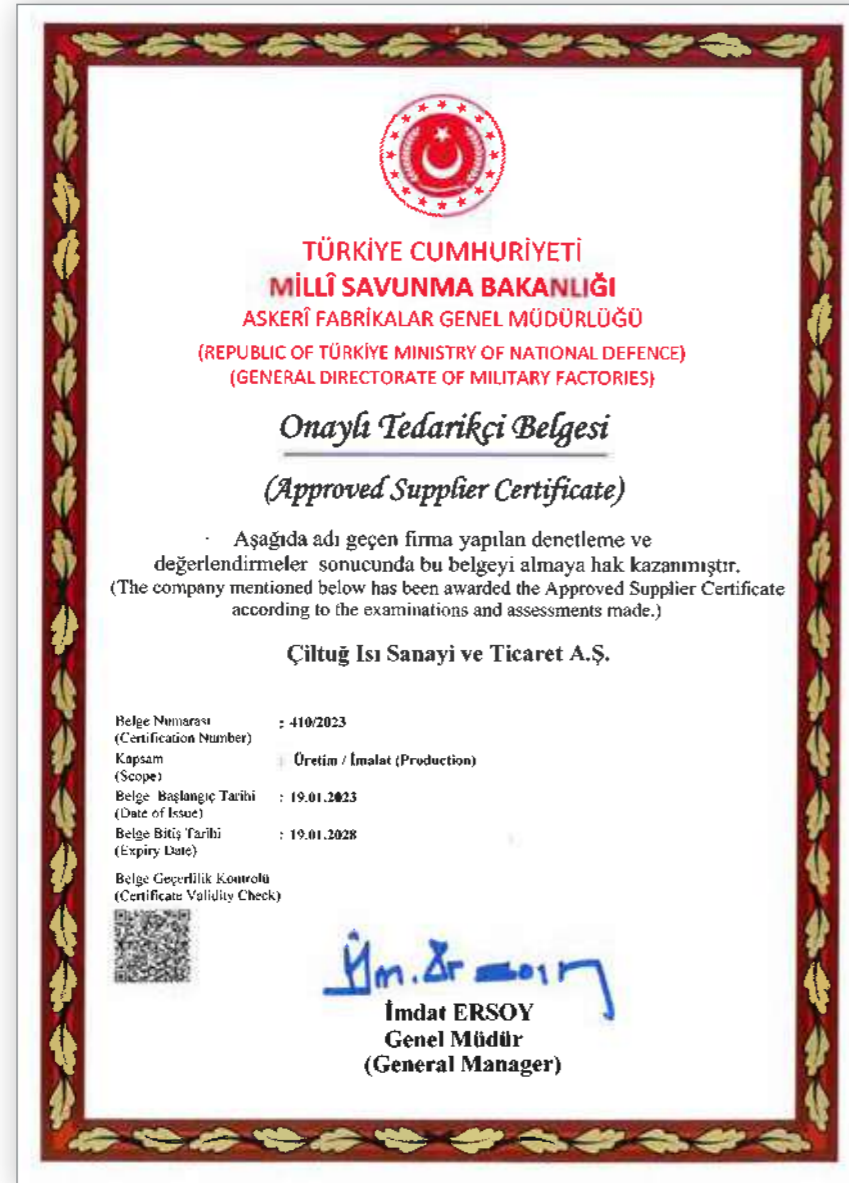 TÜRKİYE CUMHURİYETİ
MİLLÎ SAVUNMA BAKANLIĞI
ASKERÎ FABRİKALAR GENEL MÜDÜRLÜĞÜ
(REPUBLIC OF TÜRKİYE MINISTRY OF NATIONAL DEFENCE)
(GENERAL DIRECTORATE OF MILITARY FACTORIES)
Onaylı Tedarikçi Belgesi
(Approved Supplier Certificate)
Aşağıda adı geçen firma yapılan denetleme ve
değerlendirmeler sonucunda bu belgeyi almaya hak kazanmıştır.
(The company mentioned below has been awarded the Approved Supplier Certificate
according to the examinations and assessments made.)
Çiltuğ Isı Sanayi ve Ticaret A.Ş.
Belge Numarası : 410/2023
(Certification Number)
Kapsam : Üretim / İmalat (Production)
(Scope)
Belge Başlangıç Tarihi : 19.01.2023
(Date of Issue)
Belge Bitiş Tarihi : 19.01.2028
(Expiry Date)
Belge Geçerlilik Kontrolü
(Certificate Validity Check)
İmdat ERSOY
Genel Müdür
(General Manager)